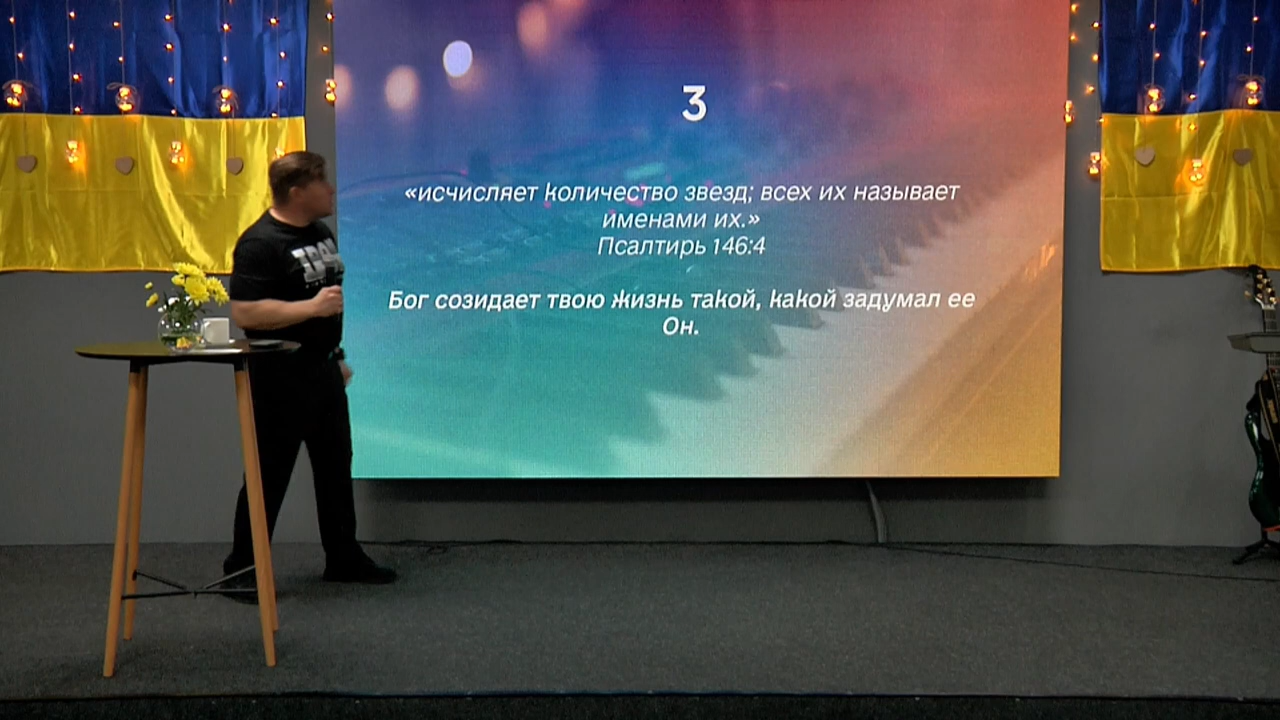 3
«исчисляет количество звезд; всех их называет
именами их.»
Псалтирь 146:4
Бог созидает твою жизнь такой, какой задумал ее
Он.